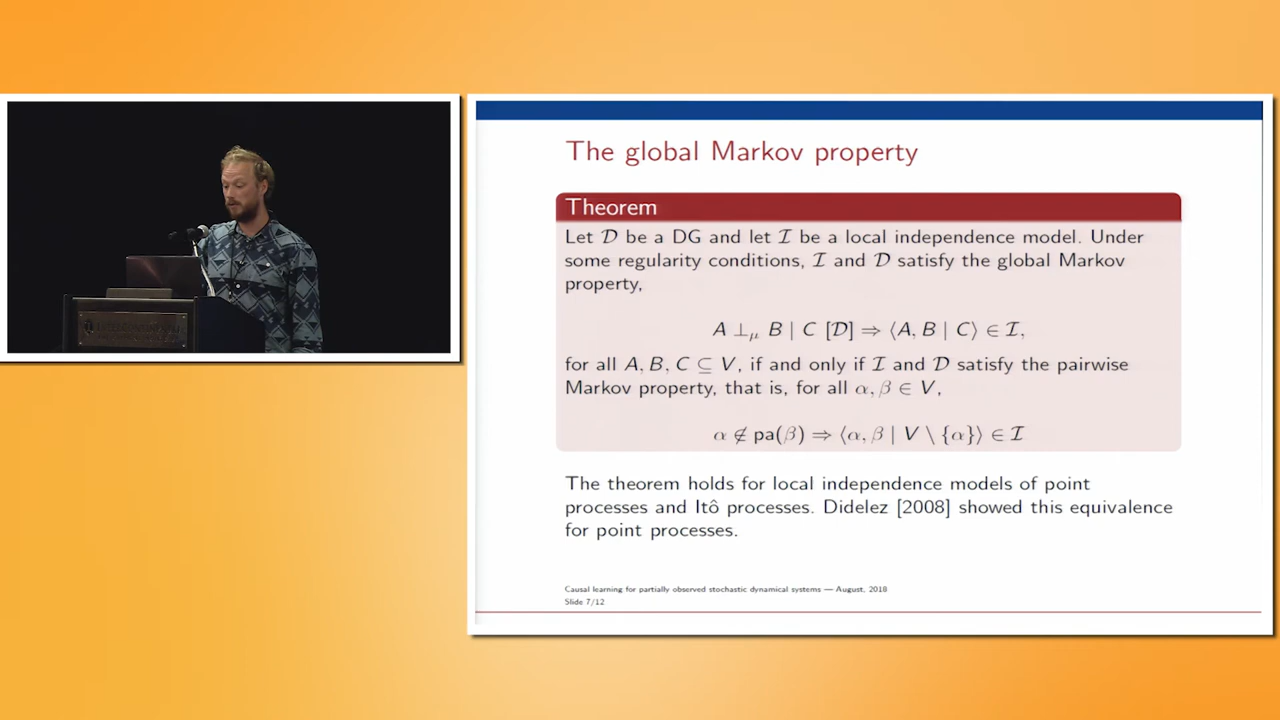 The global Markov property
Theorem
Let 𝒟 be a DG and let ℐ be a local independence model. Under
some regularity conditions, ℐ and 𝒟 satisfy the global Markov
property,
A ⊥μ B | C [𝒟] ⇒ ⟨A, B | C⟩ ∈ ℐ,
for all A, B, C ⊆ V, if and only if ℐ and 𝒟 satisfy the pairwise
Markov property, that is, for all α, β ∈ V,
α ∉ pa(β) ⇒ ⟨α, β | V \ {α}⟩ ∈ ℐ
The theorem holds for local independence models of point
processes and Itô processes. Didelez [2008] showed this equivalence
for point processes.
Causal learning for partially observed stochastic dynamical systems — August, 2018
Slide 7/12